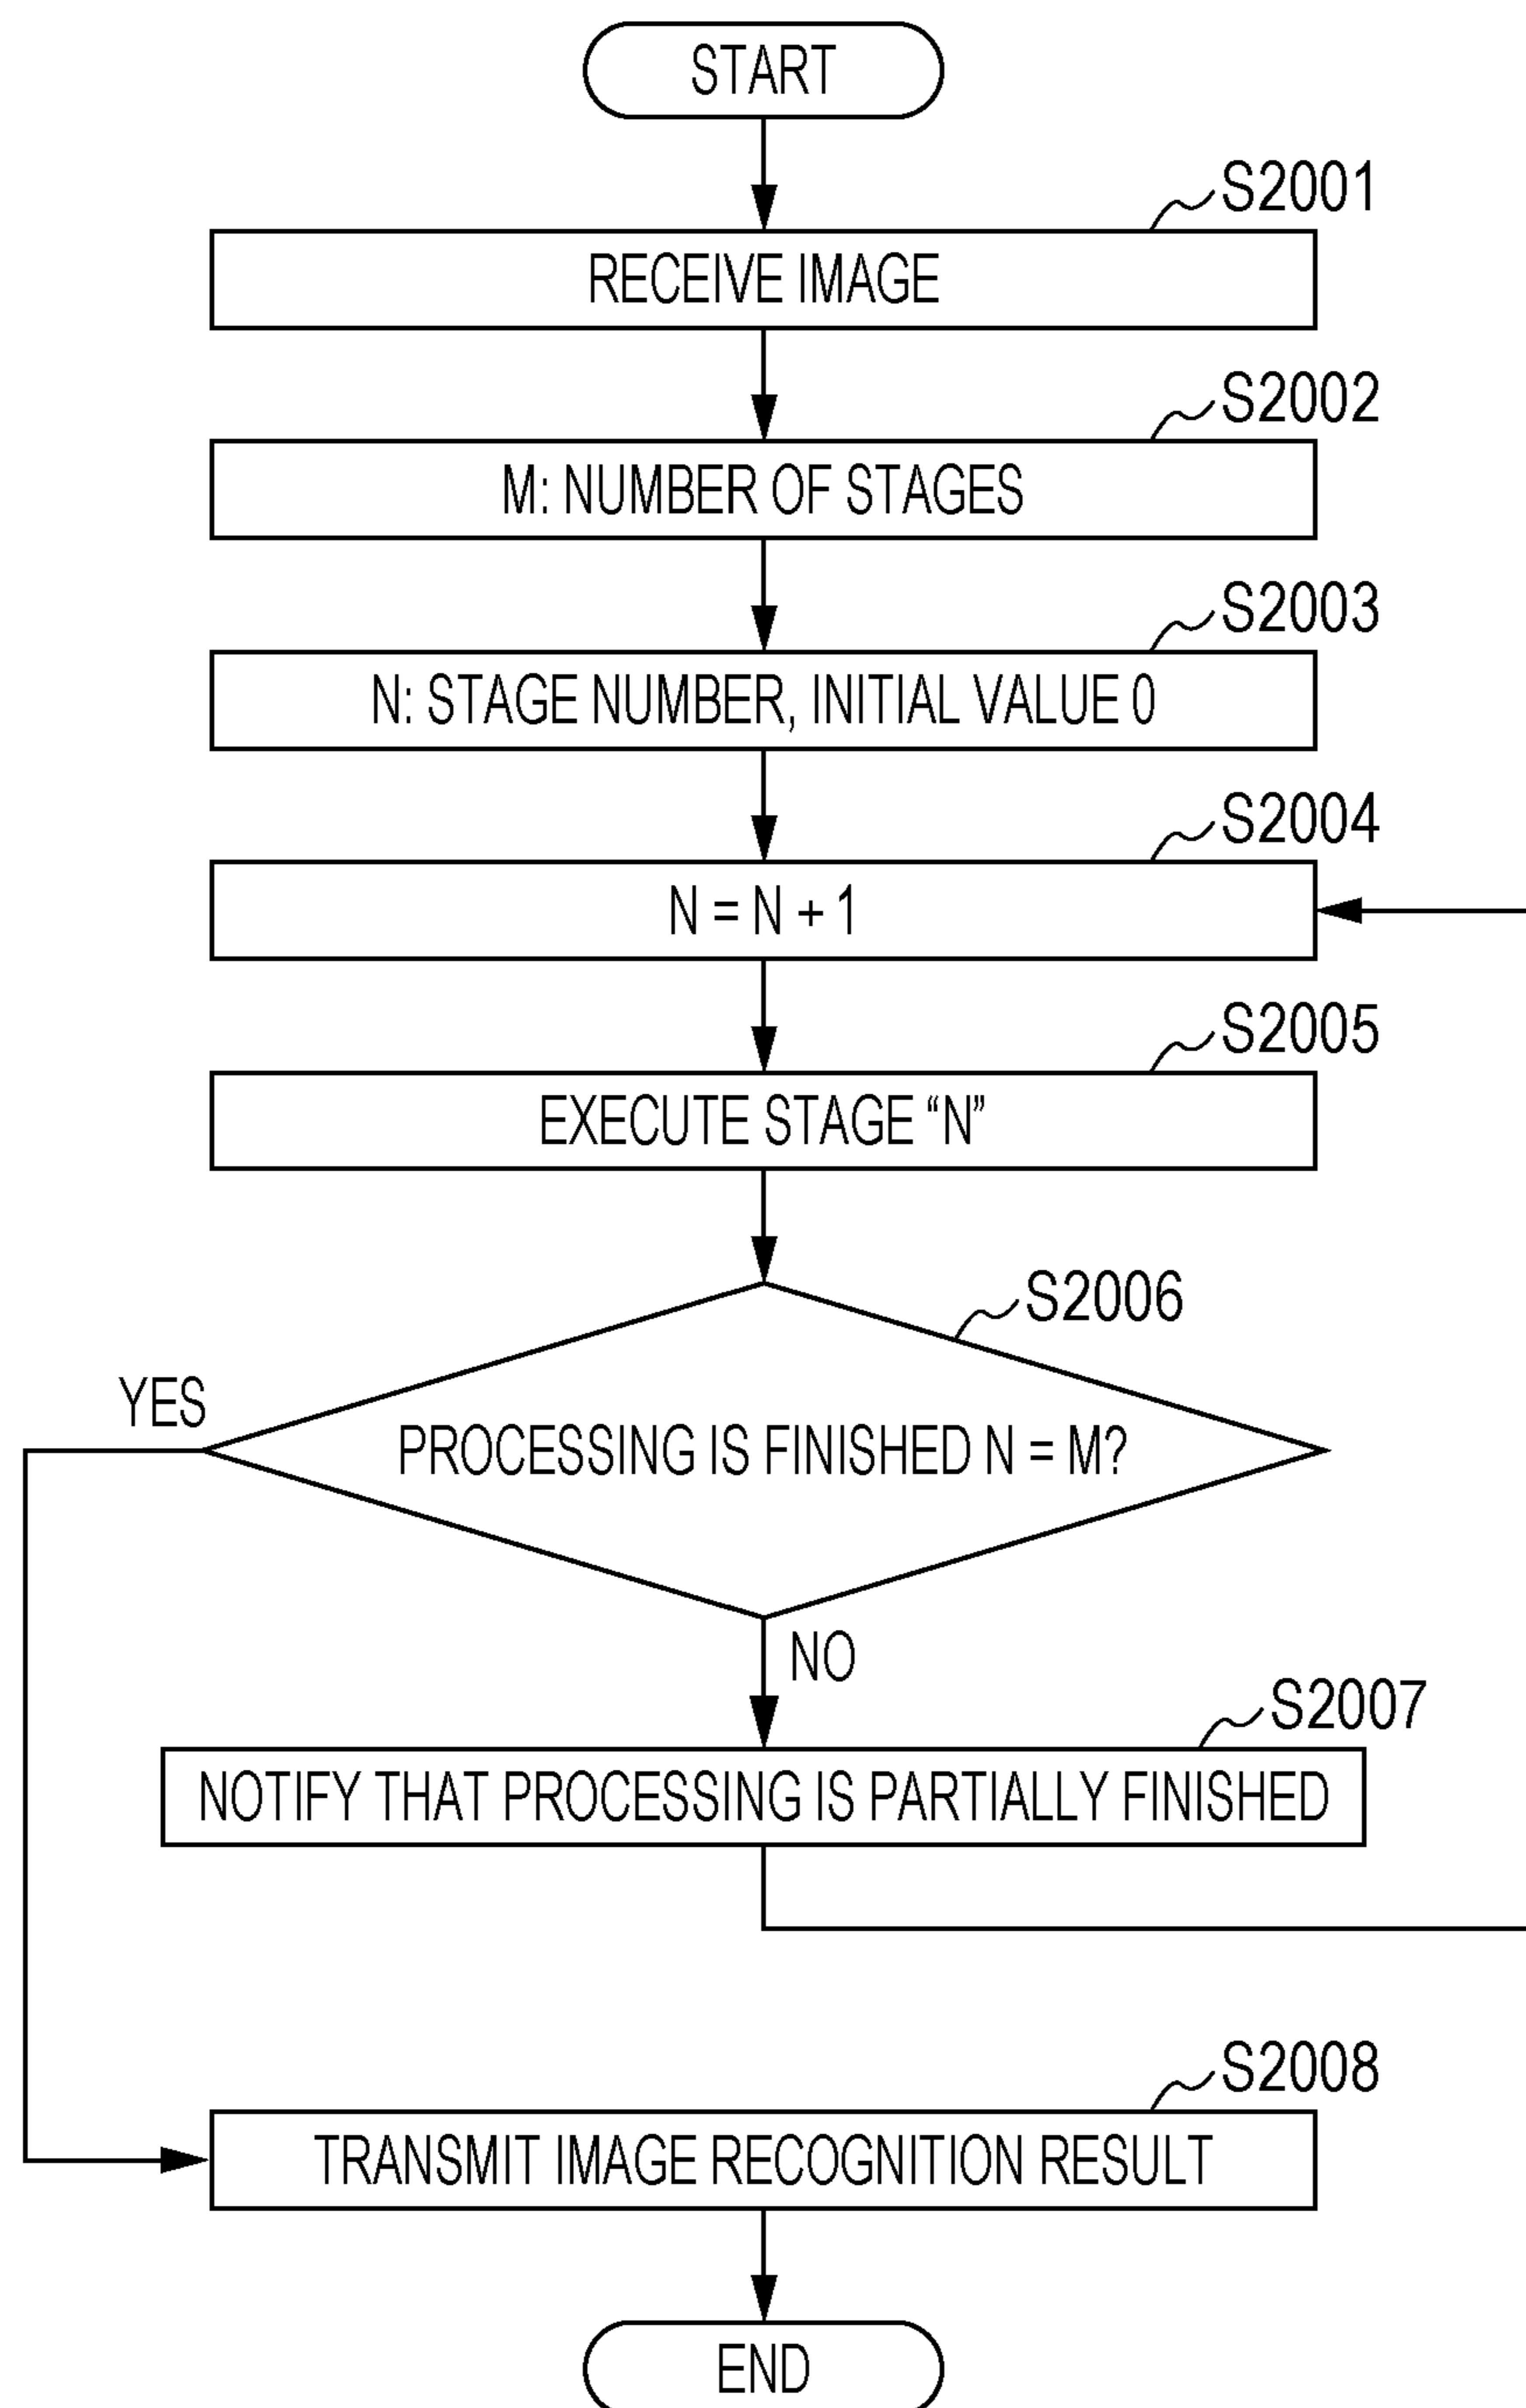 START
S2001
RECEIVE IMAGE
S2002
M: NUMBER OF STAGES
S2003
N: STAGE NUMBER, INITIAL VALUE 0
S2004
N = N + 1
S2005
EXECUTE STAGE “N”
S2006
YES
PROCESSING IS FINISHED N = M?
NO
S2007
NOTIFY THAT PROCESSING IS PARTIALLY FINISHED
S2008
TRANSMIT IMAGE RECOGNITION RESULT
END